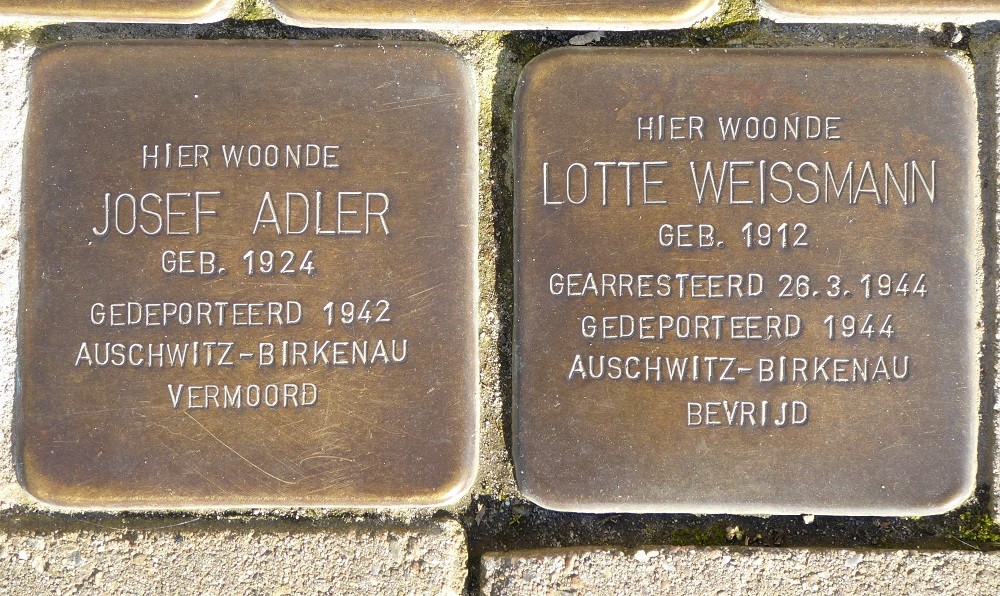 HIER WOONDE
JOSEF ADLER
GEB. 1924
GEDEPORTEERD 1942
AUSCHWITZ-BIRKENAU
VERMOORD
HIER WOONDE
LOTTE WEISSMANN
GEB. 1912
GEARRESTEERD 26.3.1944
GEDEPORTEERD 1944
AUSCHWITZ-BIRKENAU
BEVRIJD